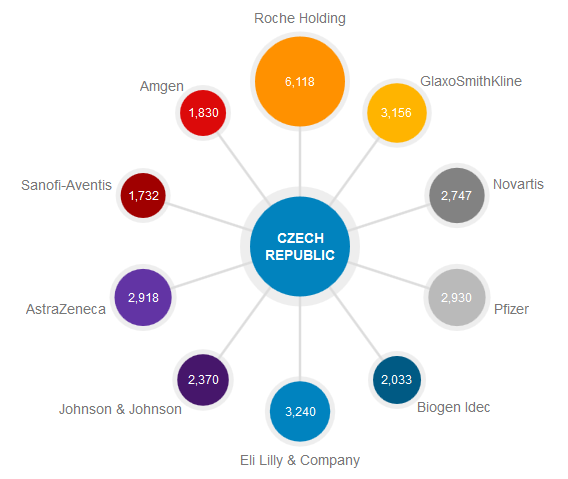 Roche Holding
6,118
GlaxoSmithKline
3,156
Amgen
1,830
Novartis
2,747
Sanofi-Aventis
1,732
CZECH
REPUBLIC
AstraZeneca
2,918
Pfizer
2,930
Johnson & Johnson
2,370
Biogen Idec
2,033
3,240
Eli Lilly & Company